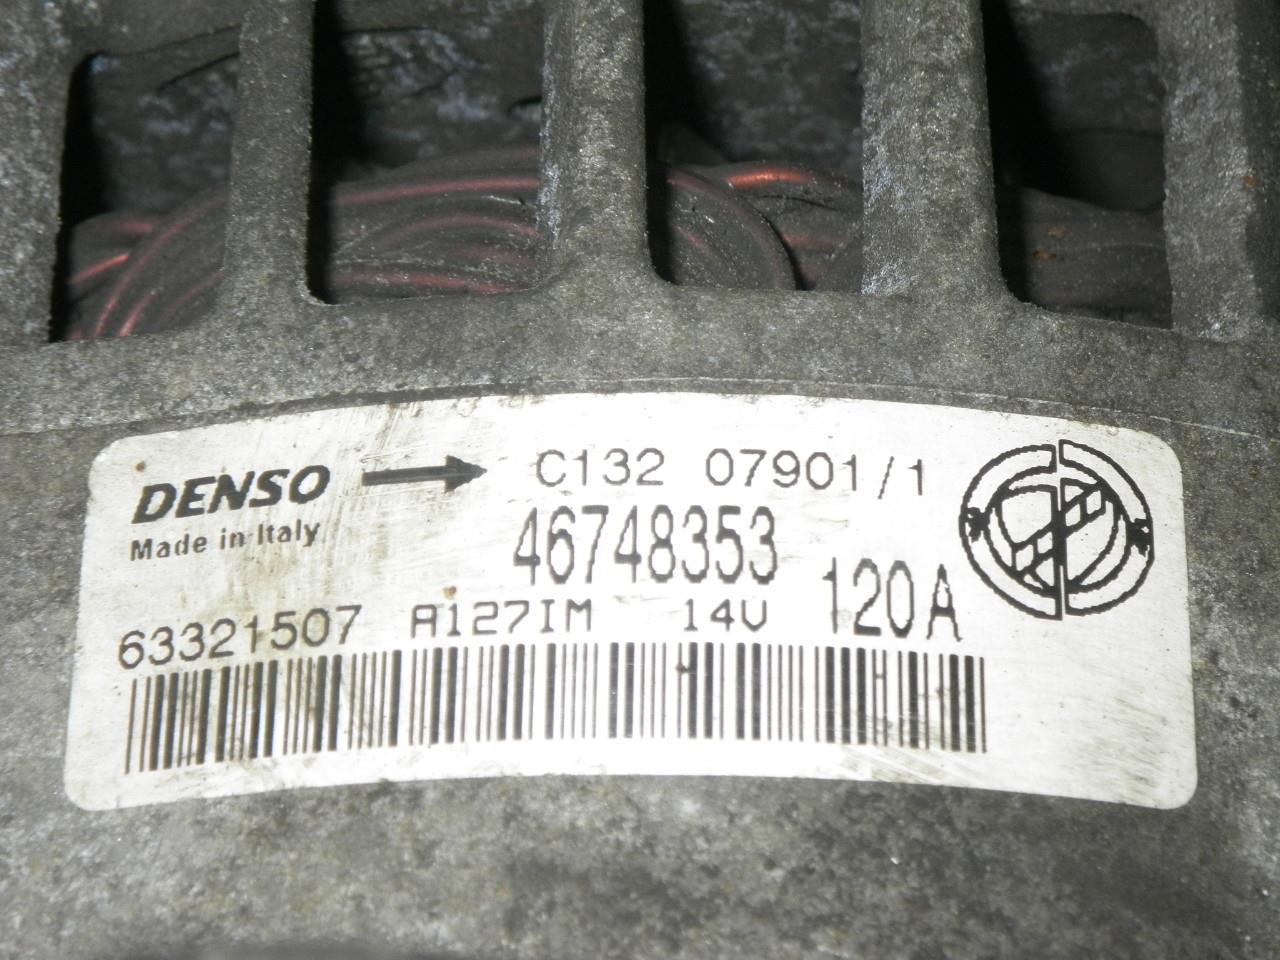 DENSO C132 07901/1
Made in Italy 46748353
63321507 A127IM 14V 120A